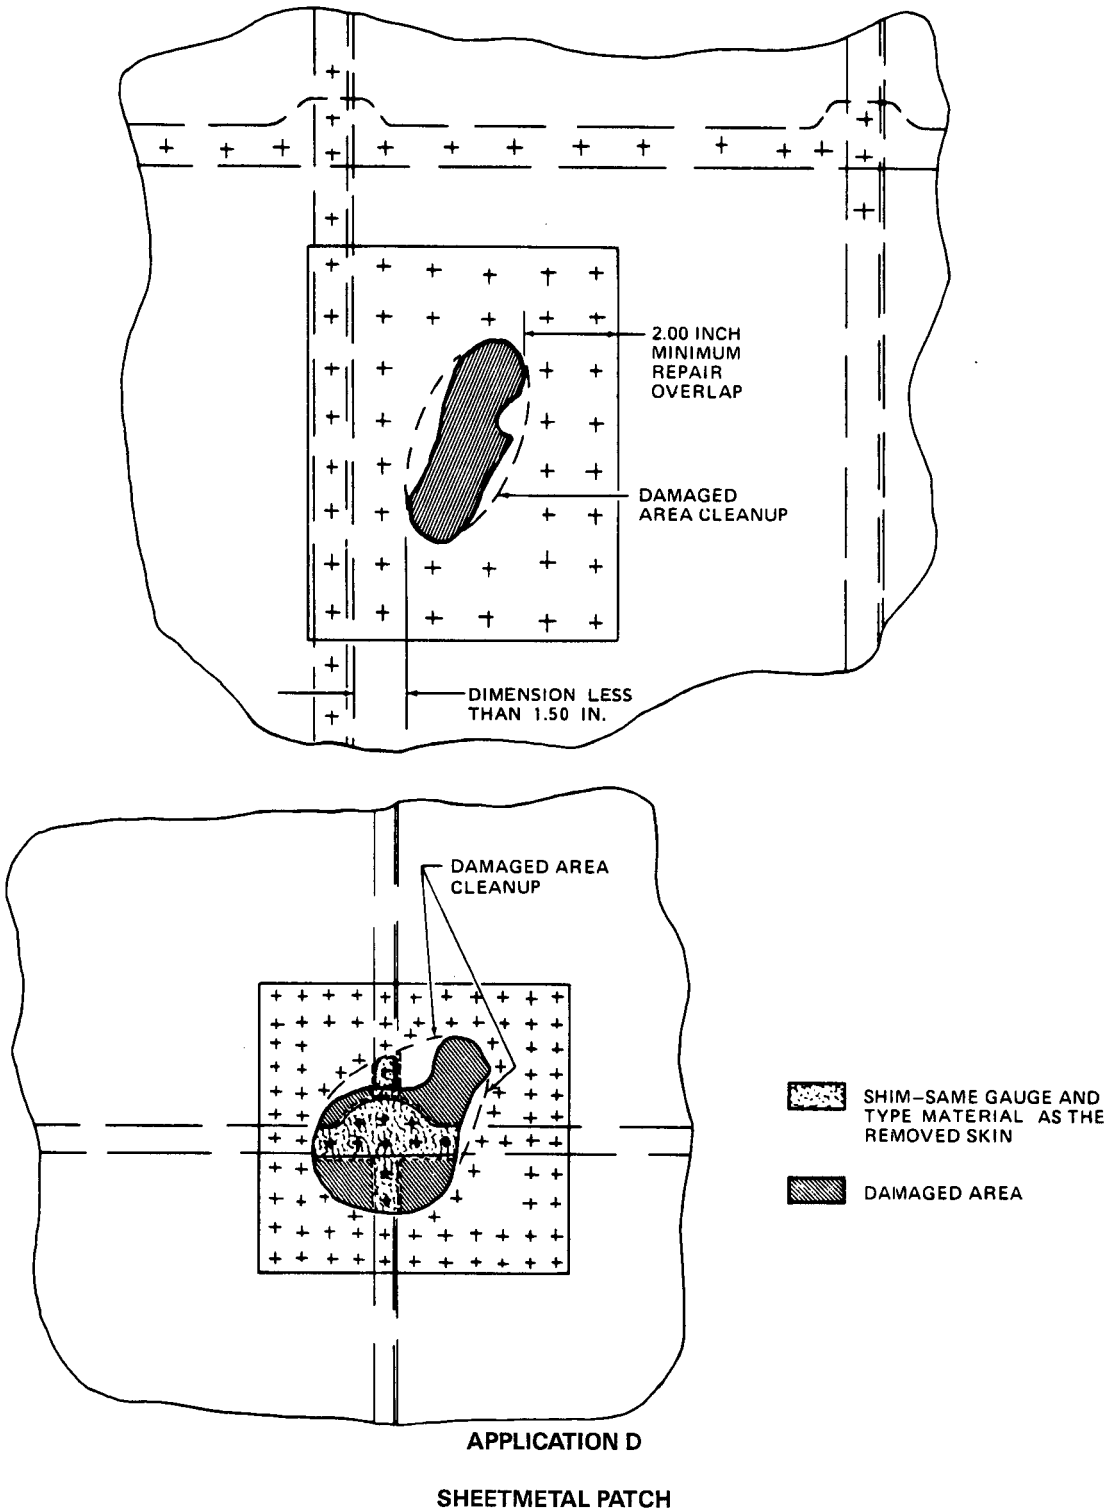 2.00 INCH
MINIMUM
REPAIR
OVERLAP
DAMAGED
AREA CLEANUP
DIMENSION LESS
THAN 1.50 IN.
DAMAGED AREA
CLEANUP
SHIM–SAME GAUGE AND
TYPE MATERIAL AS THE
REMOVED SKIN
DAMAGED AREA
APPLICATION D
SHEETMETAL PATCH